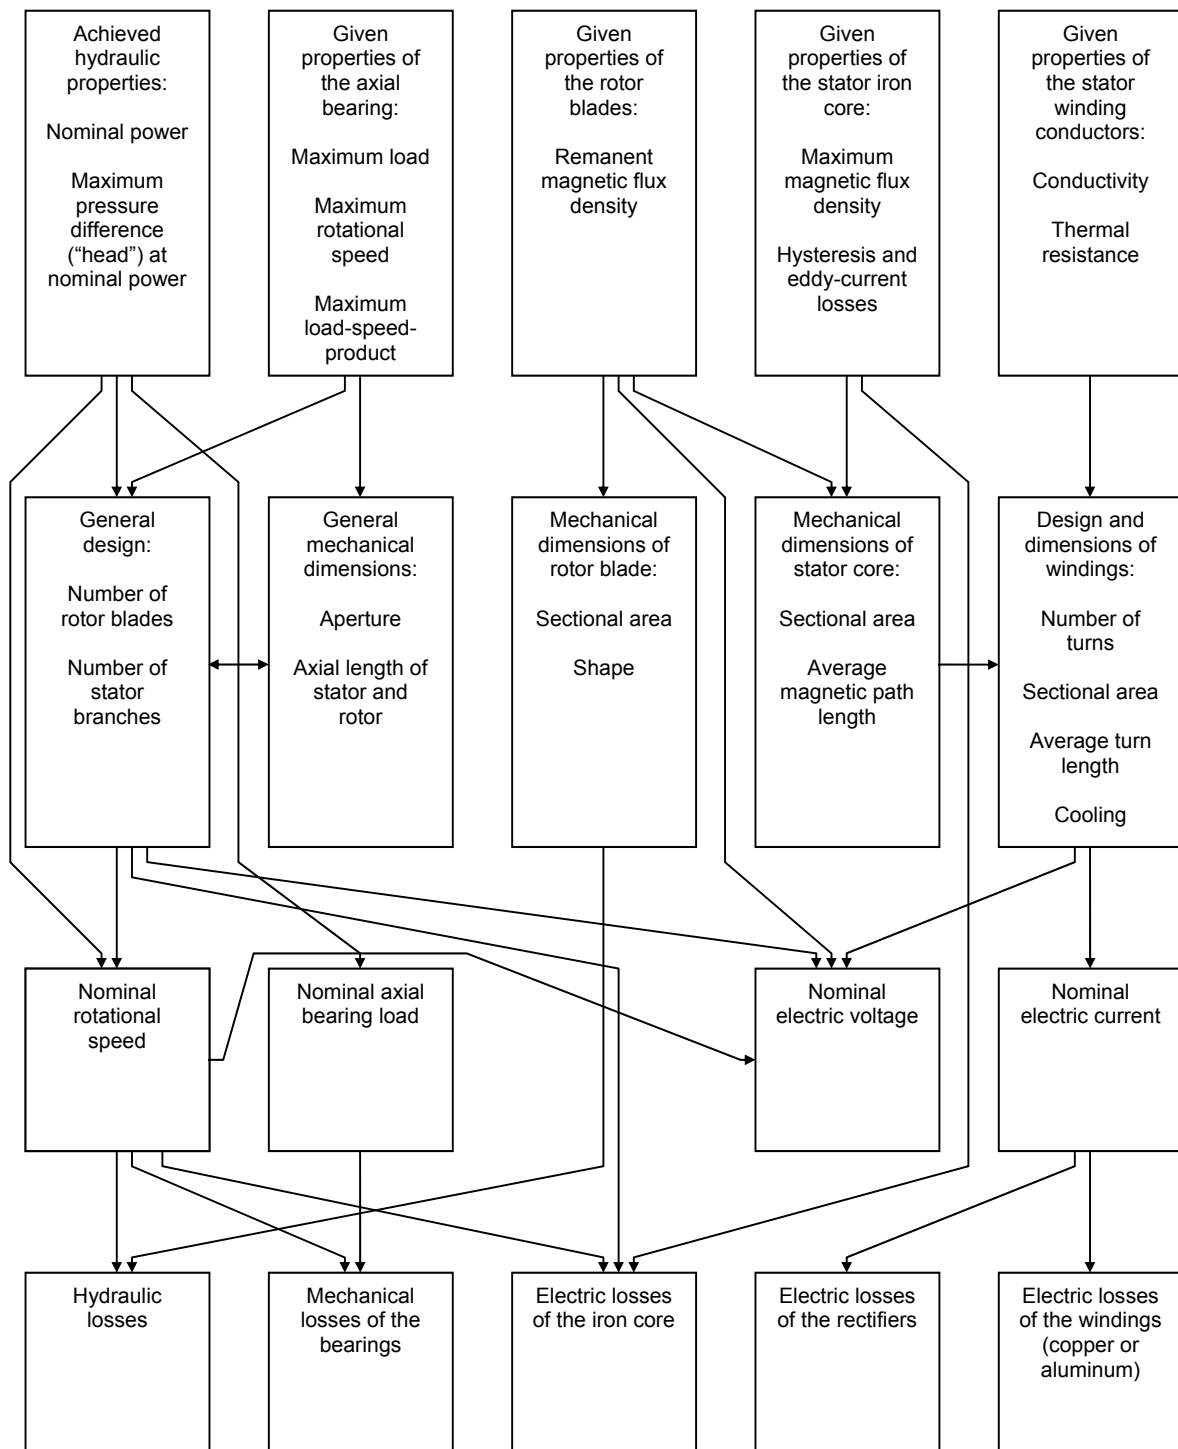 Achieved
hydraulic
properties:
Nominal power
Maximum
pressure
difference
(“head”) at
nominal power
Given
properties of
the axial
bearing:
Maximum load
Maximum
rotational
speed
Maximum
load-speed-
product
Given
properties of
the rotor
blades:
Remanent
magnetic flux
density
Given
properties of
the stator iron
core:
Maximum
magnetic flux
density
Hysteresis and
eddy-current
losses
Given
properties of
the stator
winding
conductors:
Conductivity
Thermal
resistance
General
design:
Number of
rotor blades
Number of
stator
branches
General
mechanical
dimensions:
Aperture
Axial length of
stator and
rotor
Mechanical
dimensions of
rotor blade:
Sectional area
Shape
Mechanical
dimensions of
stator core:
Sectional area
Average
magnetic path
length
Design and
dimensions of
windings:
Number of
turns
Sectional area
Average turn
length
Cooling
Nominal
rotational
speed
Nominal axial
bearing load
Nominal
electric voltage
Nominal
electric current
Hydraulic
losses
Mechanical
losses of the
bearings
Electric losses
of the iron core
Electric losses
of the rectifiers
Electric losses
of the windings
(copper or
aluminum)